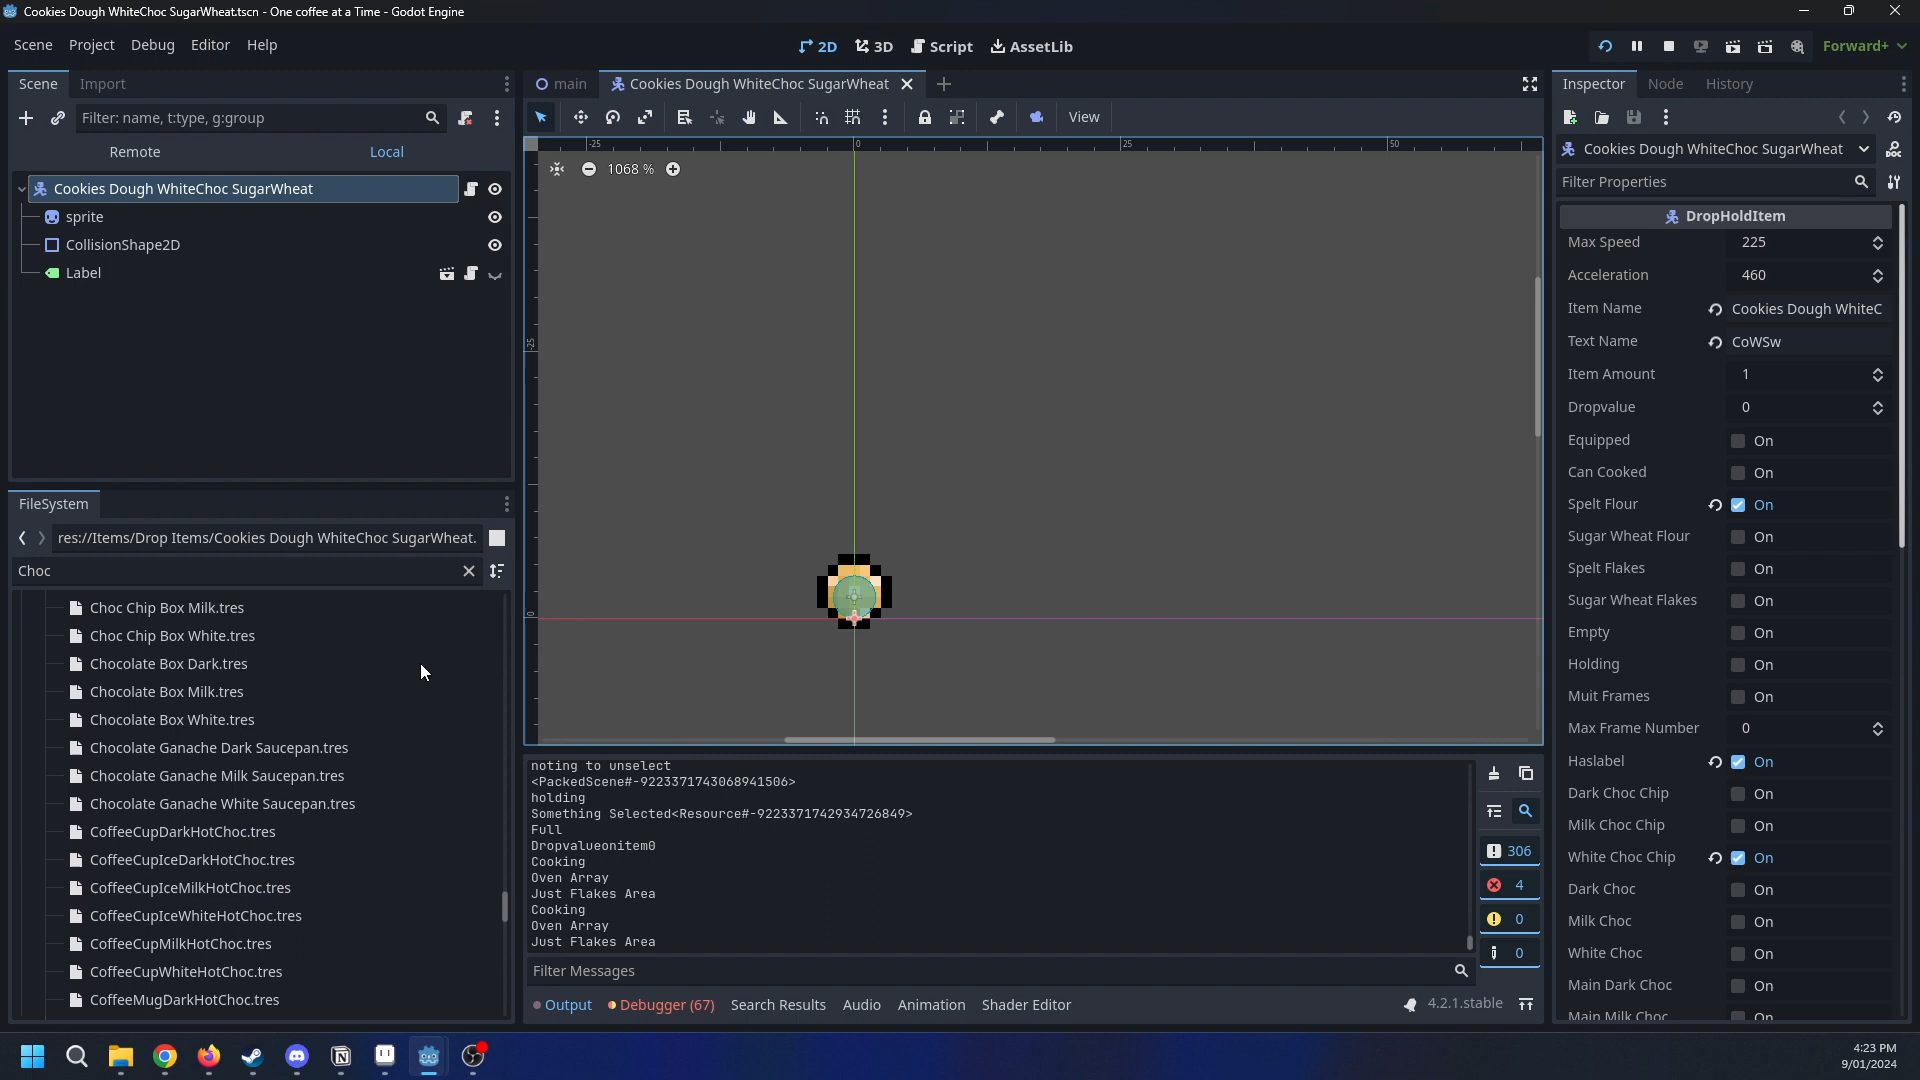 Cookies Dough WhiteChoc SugarWheat.tscn - One coffee at a Time - Godot Engine
Scene Project Debug Editor Help
2D 3D Script AssetLib
Forward+
Scene Import
Filter: name, t:type, g:group
Remote Local
Cookies Dough WhiteChoc SugarWheat
sprite
CollisionShape2D
Label
FileSystem
res://Items/Drop Items/Cookies Dough WhiteChoc SugarWheat.
Choc
Choc Chip Box Milk.tres
Choc Chip Box White.tres
Chocolate Box Dark.tres
Chocolate Box Milk.tres
Chocolate Box White.tres
Chocolate Ganache Dark Saucepan.tres
Chocolate Ganache Milk Saucepan.tres
Chocolate Ganache White Saucepan.tres
CoffeeCupDarkHotChoc.tres
CoffeeCupIceDarkHotChoc.tres
CoffeeCupIceMilkHotChoc.tres
CoffeeCupIceWhiteHotChoc.tres
CoffeeCupMilkHotChoc.tres
CoffeeCupWhiteHotChoc.tres
CoffeeMugDarkHotChoc.tres
main Cookies Dough WhiteChoc SugarWheat
View
-25 0 25 50
1068 %
-25
0
noting to unselect
<PackedScene#-9223371743068941506>
holding
Something Selected<Resource#-9223371742934726849>
Full
Dropvalueonitem0
Cooking
Oven Array
Just Flakes Area
Cooking
Oven Array
Just Flakes Area
306
4
0
0
Filter Messages
Output Debugger (67) Search Results Audio Animation Shader Editor
4.2.1.stable
Inspector Node History
Cookies Dough WhiteChoc SugarWheat
Filter Properties
DropHoldItem
Max Speed 225
Acceleration 460
Item Name Cookies Dough WhiteC
Text Name CoWSw
Item Amount 1
Dropvalue 0
Equipped On
Can Cooked On
Spelt Flour On
Sugar Wheat Flour On
Spelt Flakes On
Sugar Wheat Flakes On
Empty On
Holding On
Muit Frames On
Max Frame Number 0
Haslabel On
Dark Choc Chip On
Milk Choc Chip On
White Choc Chip On
Dark Choc On
Milk Choc On
White Choc On
Main Dark Choc On
Main Milk Choc On
4:23 PM
9/01/2024